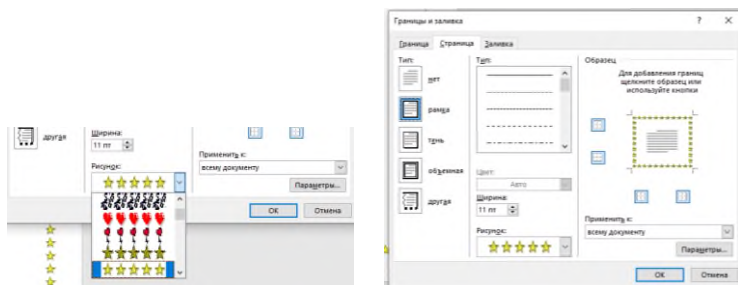 другая
Ширина:
11 пт
Рисунок:
Применить к:
всему документу
Параметры...
ОК
Отмена
Границы и заливка
?
Граница
Страница
Заливка
Тип:
нет
рамка
тень
объемная
другая
Тип:
Цвет:
Авто
Ширина:
11 пт
Рисунок:
Образец
Для добавления границ
щелкните образец или
используйте кнопки
Применить к:
всему документу
Параметры...
ОК
Отмена